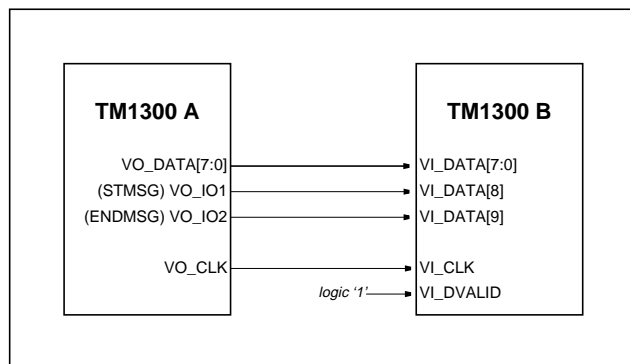 TM1300 A TM1300 B
VO_DATA[7:0] VI_DATA[7:0]
(STMSG) VO_IO1 VI_DATA[8]
(ENDMSG) VO_IO2 VI_DATA[9]
VO_CLK VI_CLK
logic ‘1’ VI_DVALID